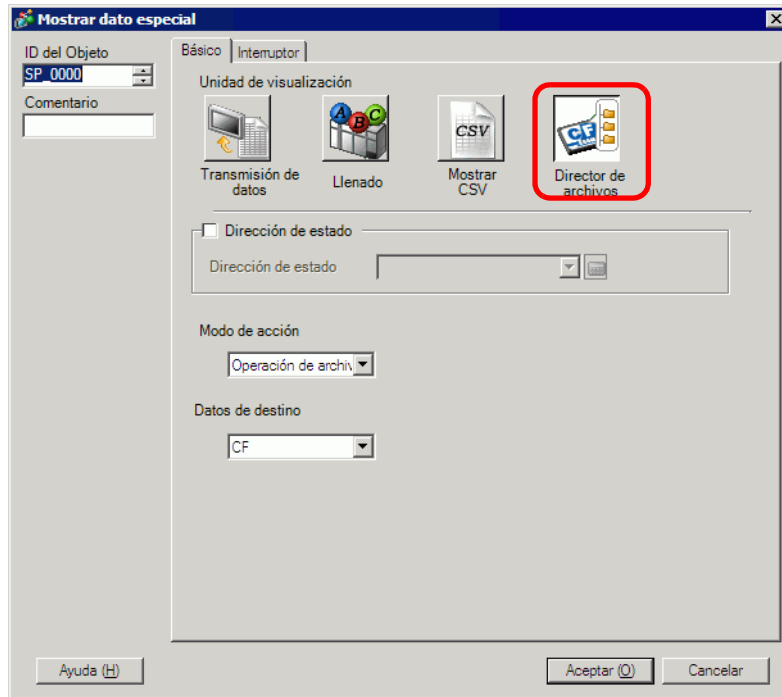 Mostrar dato especial
ID del Objeto
SP_0000
Comentario
Básico
Interruptor
Unidad de visualización
A B C
CSV
CF
Transmisión de
datos
Llenado
Mostrar
CSV
Director de
archivos
Dirección de estado
Dirección de estado
Modo de acción
Operación de archiv
Datos de destino
CF
Ayuda (H)
Aceptar (O)
Cancelar